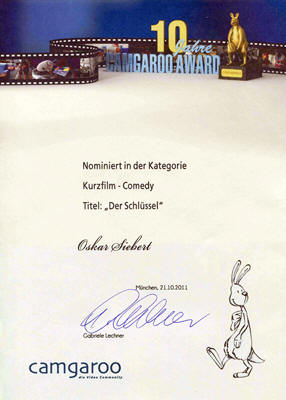 10 Jahre
CAMGAROO AWARD
Nominiert in der Kategorie
Kurzfilm - Comedy
Titel: „Der Schlüssel“
Oskar Siebert
München, 21.10.2011
Gabriele Lechner
camgaroo
die Video Community